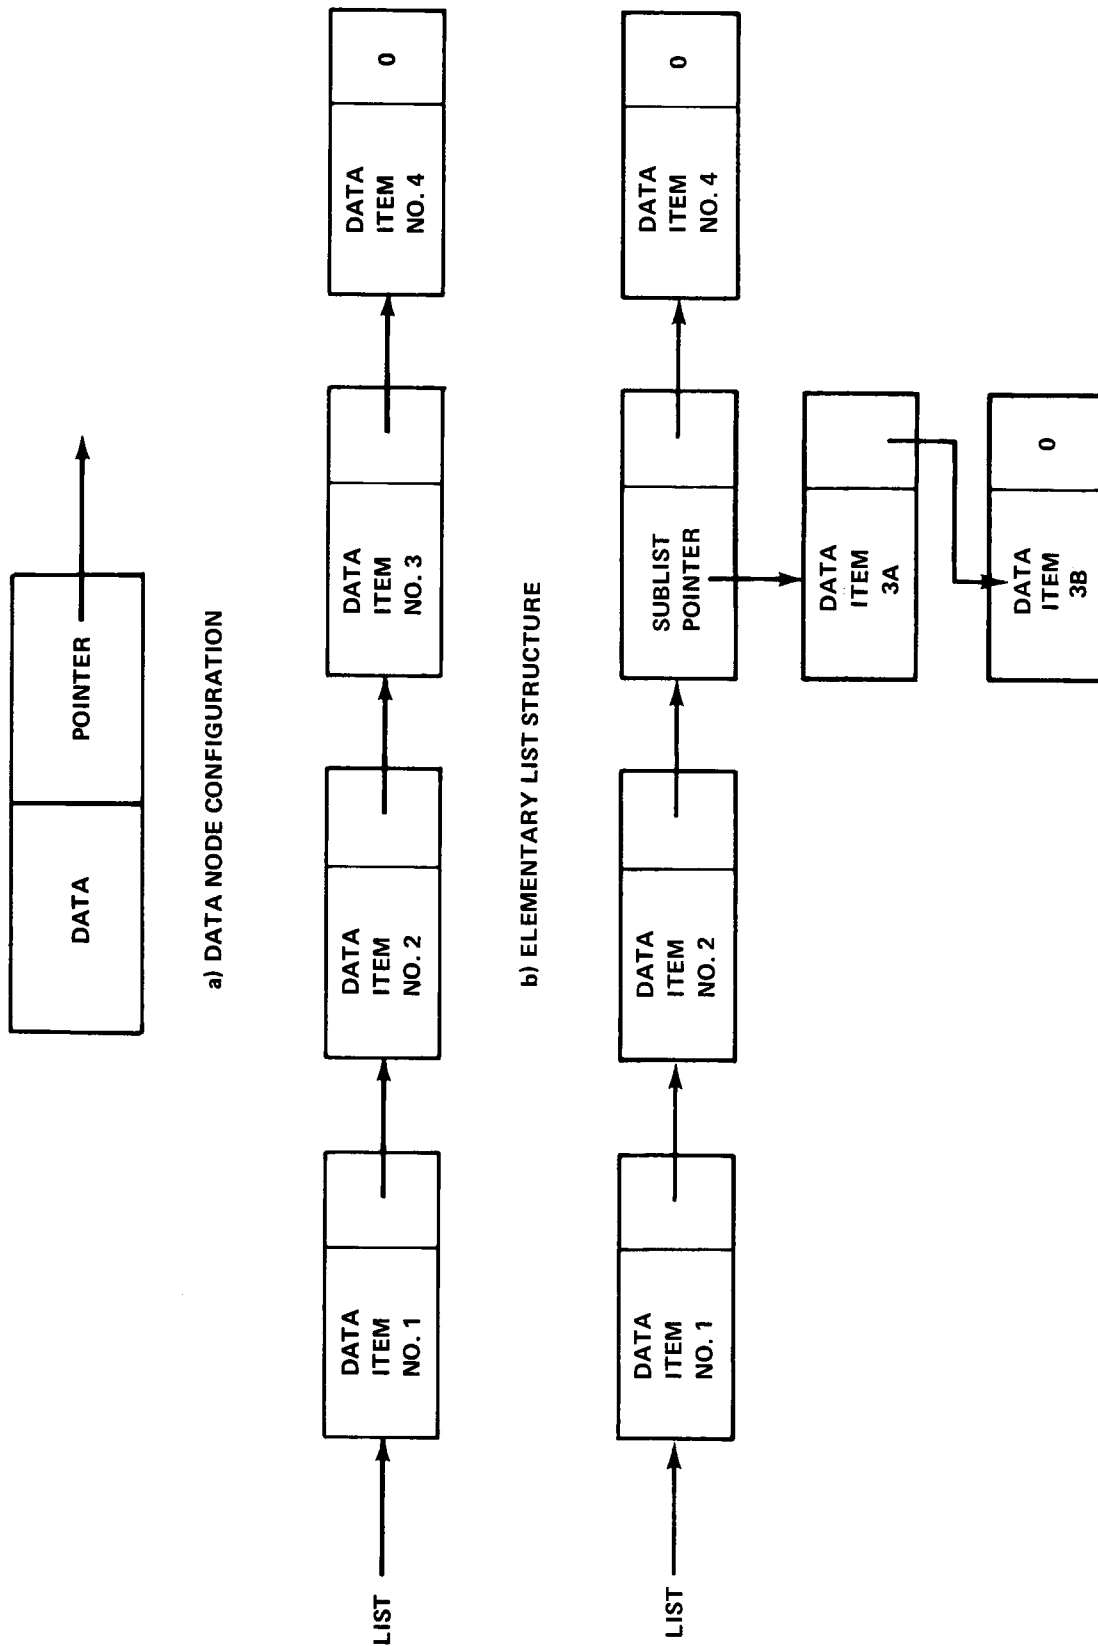 DATA
POINTER
a) DATA NODE CONFIGURATION
LIST
DATA
ITEM
NO. 1
DATA
ITEM
NO. 2
DATA
ITEM
NO. 3
DATA
ITEM
NO. 4
0
b) ELEMENTARY LIST STRUCTURE
LIST
DATA
ITEM
NO. 1
DATA
ITEM
NO. 2
SUBLIST
POINTER
DATA
ITEM
NO. 4
0
DATA
ITEM
3A
DATA
ITEM
3B
0